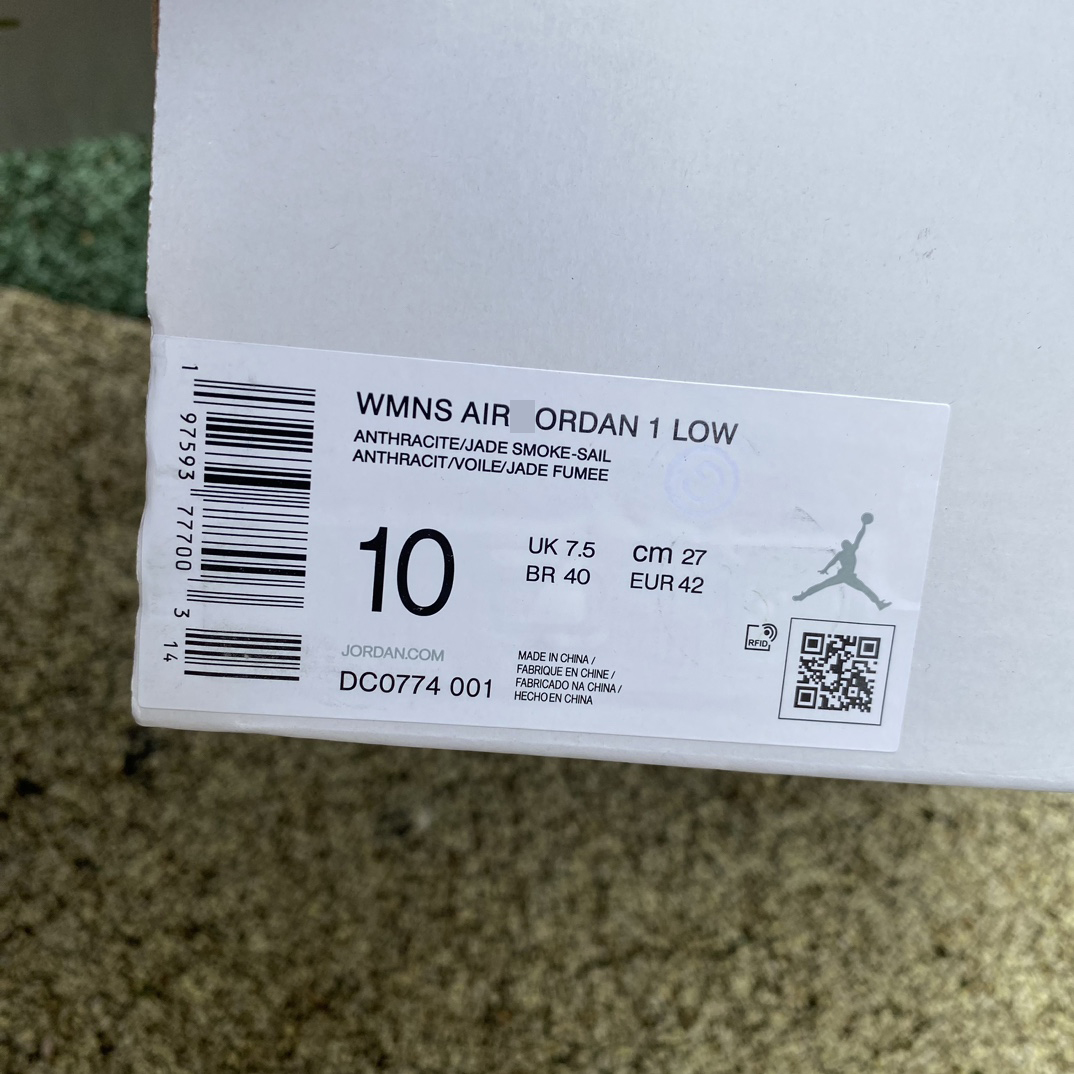 WMNS AIR ORDAN 1 LOW
ANTHRACITE/JADE SMOKE-SAIL
ANTHRACIT/VOILE/JADE FUMEE
10
UK 7.5 cm 27
BR 40 EUR 42
RFID
JORDAN.COM
DC0774 001
MADE IN CHINA /
FABRIQUE EN CHINE /
FABRICADO NA CHINA /
HECHO EN CHINA
1 97593 77700 3 14